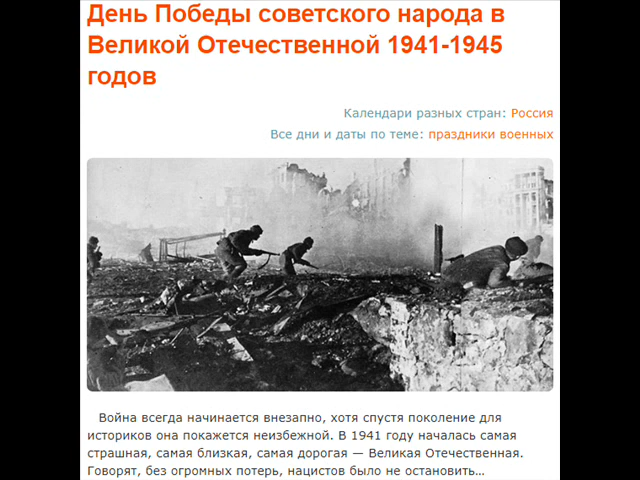 День Победы советского народа в
Великой Отечественной 1941-1945
годов
Календари разных стран: Россия
Все дни и даты по теме: праздники военных
Война всегда начинается внезапно, хотя спустя поколение для
историков она покажется неизбежной. В 1941 году началась самая
страшная, самая близкая, самая дорогая — Великая Отечественная.
Говорят, без огромных потерь, нацистов было не остановить...